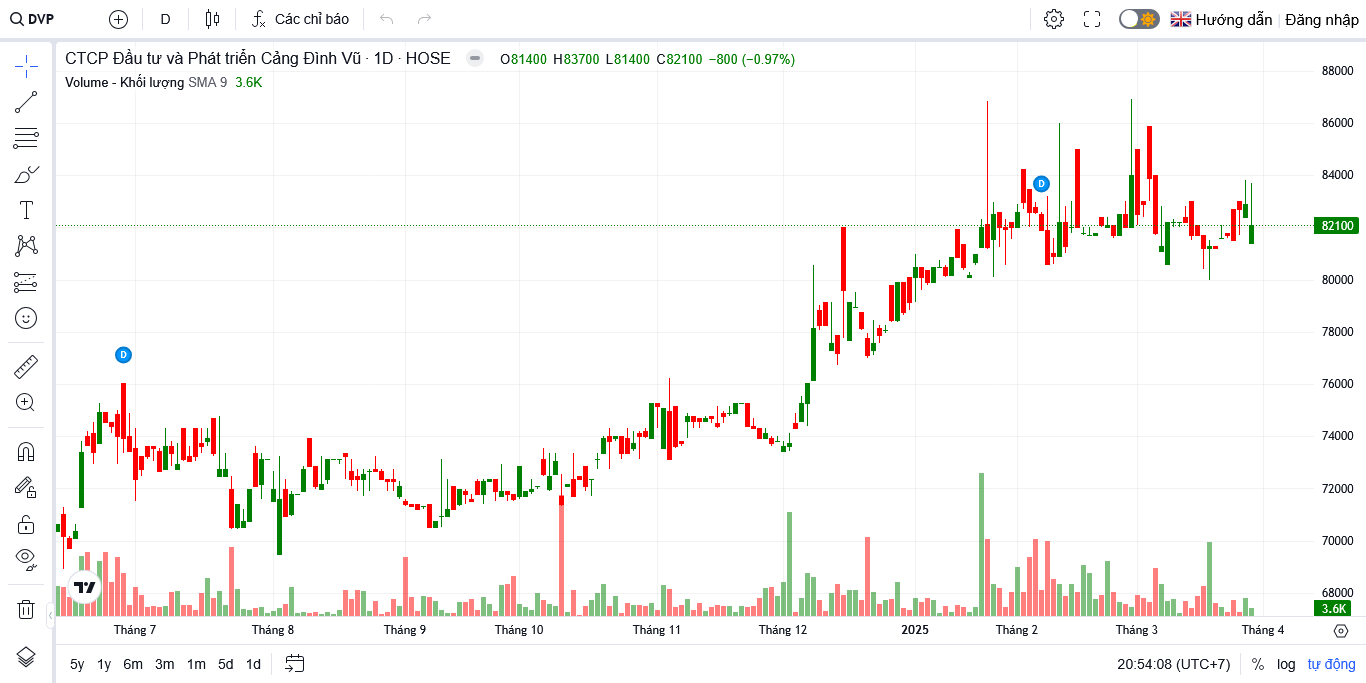 DVP D Các chỉ báo Hướng dẫn Đăng nhập
CTCP Đầu tư và Phát triển Cảng Đình Vũ · 1D · HOSE O81400 H83700 L81400 C82100 −800 (−0.97%)
Volume - Khối lượng SMA 9 3.6K
88000
86000
84000
D
82100
80000
78000
D
76000
74000
72000
70000
68000
3.6K
Tháng 7 Tháng 8 Tháng 9 Tháng 10 Tháng 11 Tháng 12 2025 Tháng 2 Tháng 3 Tháng 4
5y 1y 6m 3m 1m 5d 1d 20:54:08 (UTC+7) % log tự động